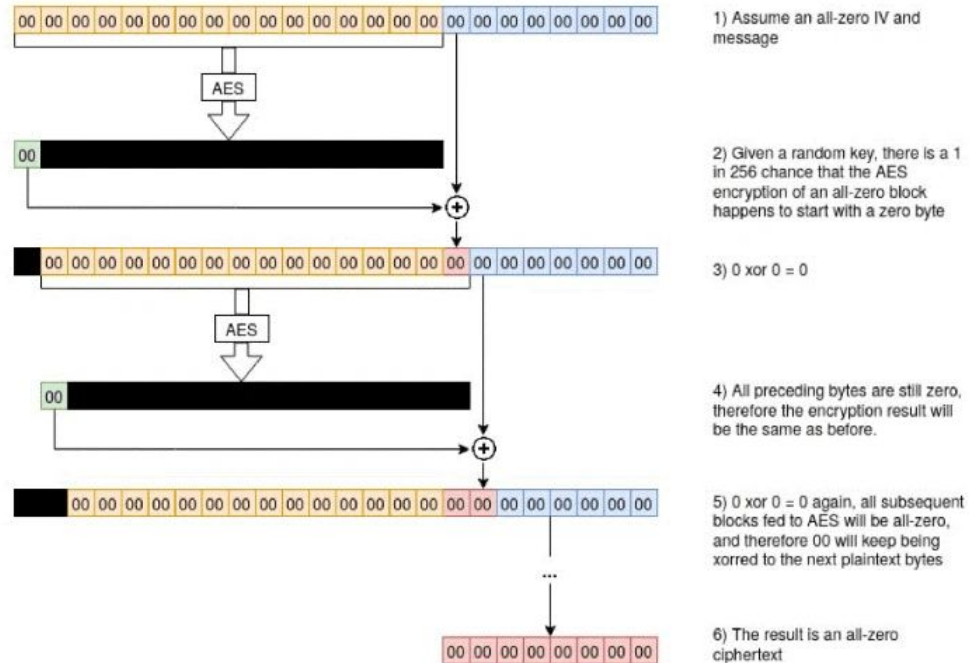 00 00 00 00 00 00 00 00 00 00 00 00 00 00 00 00 00 00 00 00 00 00 00 00
1) Assume an all-zero IV and
message
AES
00
2) Given a random key, there is a 1
in 256 chance that the AES
encryption of an all-zero block
happens to start with a zero byte
00 00 00 00 00 00 00 00 00 00 00 00 00 00 00 00 00 00 00 00 00 00 00
3) 0 xor 0 = 0
AES
00
4) All preceding bytes are still zero,
therefore the encryption result will
be the same as before.
00 00 00 00 00 00 00 00 00 00 00 00 00 00 00 00 00 00 00 00 00 00
5) 0 xor 0 = 0 again, all subsequent
blocks fed to AES will be all-zero,
and therefore 00 will keep being
xorred to the next plaintext bytes
...
00 00 00 00 00 00 00 00
6) The result is an all-zero
ciphertext